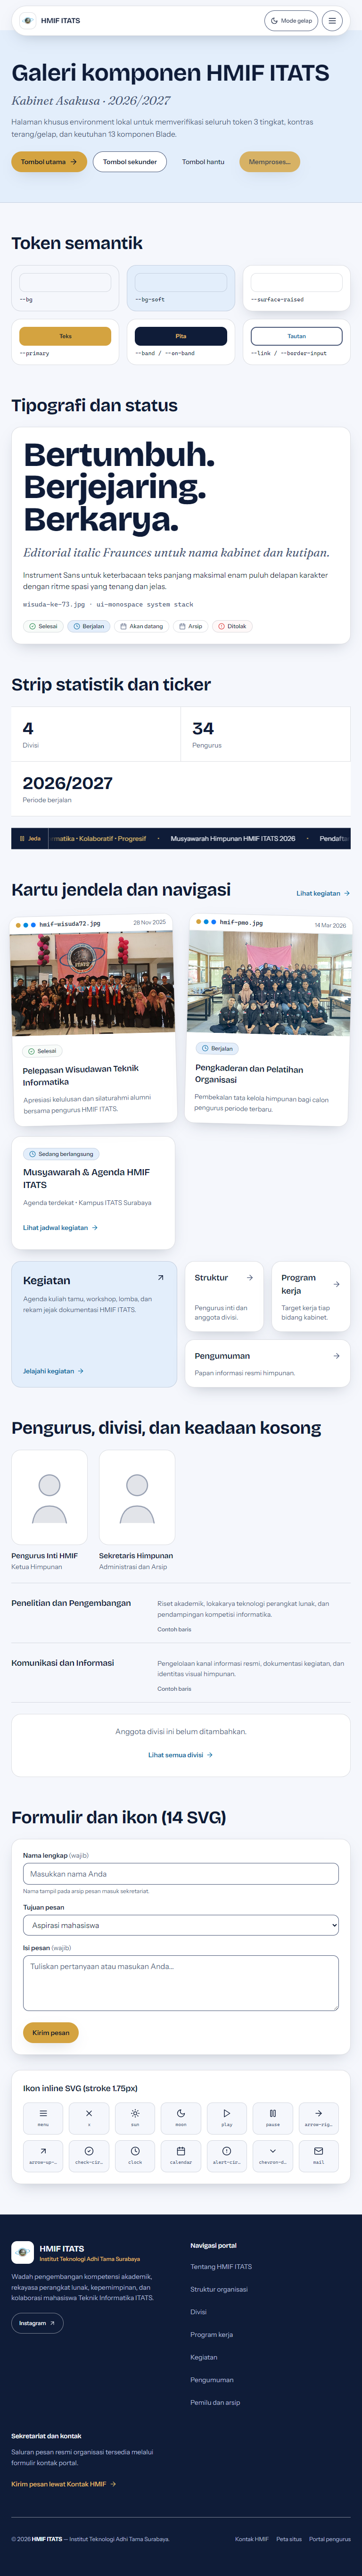 HMIF ITATS
Mode gelap
Galeri komponen HMIF ITATS
Kabinet Asakusa · 2026/2027
Halaman khusus environment lokal untuk memverifikasi seluruh token 3 tingkat, kontras
terang/gelap, dan keutuhan 13 komponen Blade.
Tombol utama
Tombol sekunder
Tombol hantu
Memproses...
Token semantik
--bg
--bg-soft
--surface-raised
Teks
Pita
Tautan
--primary
--band / --on-band
--link / --border-input
Tipografi dan status
Bertumbuh.
Berjejaring.
Berkarya.
Editorial italic Fraunces untuk nama kabinet dan kutipan.
Instrument Sans untuk keterbacaan teks panjang maksimal enam puluh delapan karakter
dengan ritme spasi yang tenang dan jelas.
wisuda-ke-73.jpg · ui-monospace system stack
Selesai
Berjalan
Akan datang
Arsip
Ditolak
Strip statistik dan ticker
4
Divisi
34
Pengurus
2026/2027
Periode berjalan
Jeda
rmatika • Kolaboratif • Progresif
Musyawarah Himpunan HMIF ITATS 2026
Pendafta
Kartu jendela dan navigasi
Lihat kegiatan
hmif-wisuda72.jpg
28 Nov 2025
hmif-pmo.jpg
14 Mar 2026
Selesai
Pelepasan Wisudawan Teknik
Informatika
Apresiasi kelulusan dan silaturahmi alumni
bersama pengurus HMIF ITATS.
Berjalan
Pengkaderan dan Pelatihan
Organisasi
Pembekalan tata kelola himpunan bagi calon
pengurus periode terbaru.
Sedang berlangsung
Musyawarah & Agenda HMIF
ITATS
Agenda terdekat • Kampus ITATS Surabaya
Lihat jadwal kegiatan
Kegiatan
Agenda kuliah tamu, workshop, lomba, dan
rekam jejak dokumentasi HMIF ITATS.
Jelajahi kegiatan
Struktur
Pengurus inti dan
anggota divisi.
Program
kerja
Target kerja tiap
bidang kabinet.
Pengumuman
Papan informasi resmi himpunan.
Pengurus, divisi, dan keadaan kosong
Pengurus Inti HMIF
Ketua Himpunan
Sekretaris Himpunan
Administrasi dan Arsip
Penelitian dan Pengembangan
Riset akademik, lokakarya teknologi perangkat lunak, dan
pendampingan kompetisi informatika.
Contoh baris
Komunikasi dan Informasi
Pengelolaan kanal informasi resmi, dokumentasi kegiatan, dan
identitas visual himpunan.
Contoh baris
Anggota divisi ini belum ditambahkan.
Lihat semua divisi
Formulir dan ikon (14 SVG)
Nama lengkap (wajib)
Masukkan nama Anda
Nama tampil pada arsip pesan masuk sekretariat.
Tujuan pesan
Aspirasi mahasiswa
Isi pesan (wajib)
Tuliskan pertanyaan atau masukan Anda...
Kirim pesan
Ikon inline SVG (stroke 1.75px)
menu
x
sun
moon
play
pause
arrow-rig…
arrow-up-…
check-cir…
clock
calendar
alert-cir…
chevron-d…
mail
HMIF ITATS
Institut Teknologi Adhi Tama Surabaya
Wadah pengembangan kompetensi akademik,
rekayasa perangkat lunak, kepemimpinan, dan
kolaborasi mahasiswa Teknik Informatika ITATS.
Instagram
Navigasi portal
Tentang HMIF ITATS
Struktur organisasi
Divisi
Program kerja
Kegiatan
Pengumuman
Pemilu dan arsip
Sekretariat dan kontak
Saluran pesan resmi organisasi tersedia melalui
formulir kontak portal.
Kirim pesan lewat Kontak HMIF
© 2026 HMIF ITATS — Institut Teknologi Adhi Tama Surabaya.
Kontak HMIF
Peta situs
Portal pengurus